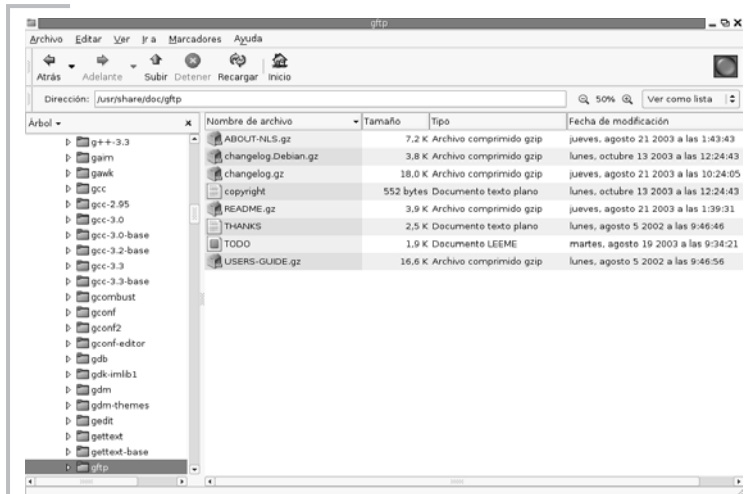 gftp
Archivo Editar Ver Ir a Marcadores Ayuda
Atrás Adelante Subir Detener Recargar Inicio
Dirección: /usr/share/doc/gftp 50% Ver como lista
Árbol
g++-3.3
gaim
gawk
gcc
gcc-2.95
gcc-3.0
gcc-3.0-base
gcc-3.2-base
gcc-3.3
gcc-3.3-base
gcombust
gconf
gconf2
gconf-editor
gdb
gdk-imlib1
gdm
gdm-themes
gedit
gettext
gettext-base
gftp
Nombre de archivo Tamaño Tipo Fecha de modificación
ABOUT-NLS.gz 7,2 K Archivo comprimido gzip jueves, agosto 21 2003 a las 1:43:43
changelog.Debian.gz 3,8 K Archivo comprimido gzip lunes, octubre 13 2003 a las 12:24:43
changelog.gz 18,0 K Archivo comprimido gzip jueves, agosto 21 2003 a las 10:24:05
copyright 552 bytes Documento texto plano lunes, octubre 13 2003 a las 12:24:43
README.gz 3,9 K Archivo comprimido gzip jueves, agosto 21 2003 a las 1:39:31
THANKS 2,5 K Documento texto plano lunes, agosto 5 2002 a las 9:46:46
TODO 1,9 K Documento LEEME martes, agosto 19 2003 a las 9:34:21
USERS-GUIDE.gz 16,6 K Archivo comprimido gzip lunes, agosto 5 2002 a las 9:46:56